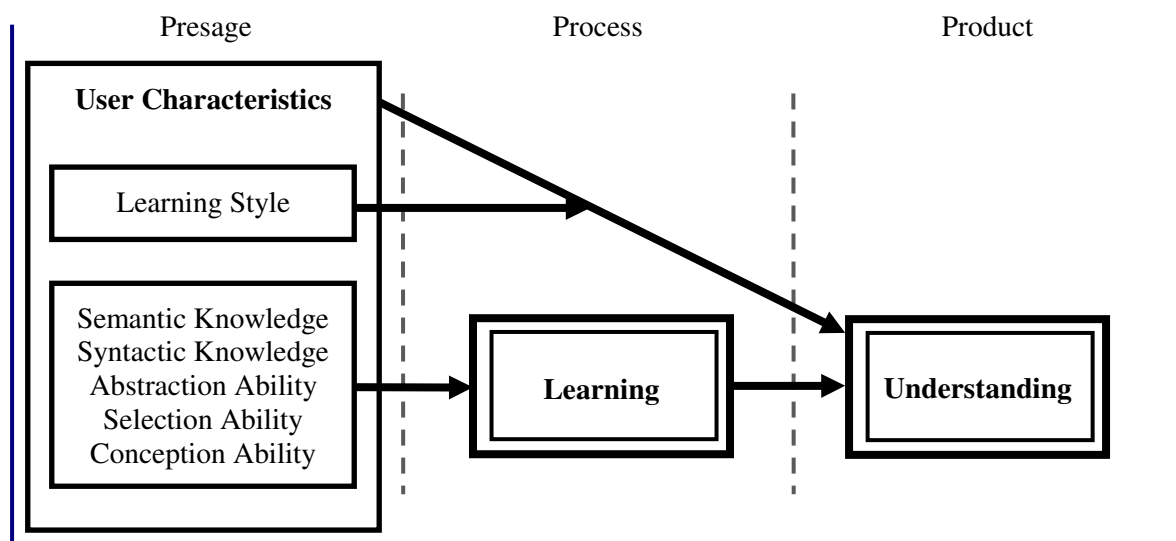 Presage
Process
Product
User Characteristics
Learning Style
Semantic Knowledge
Syntactic Knowledge
Abstraction Ability
Selection Ability
Conception Ability
Learning
Understanding